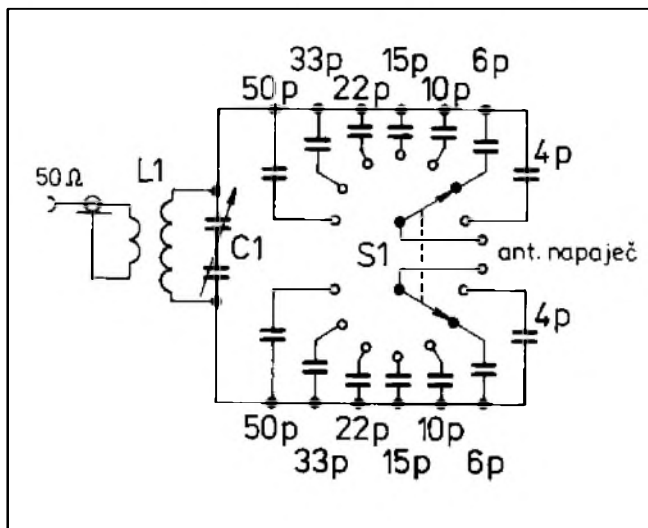 33p 15p 6p
50p 22p 10p
4p
50Ω L1
C1 S1 ant. napaječ
4p
50p 22p 10p
33p 15p 6p